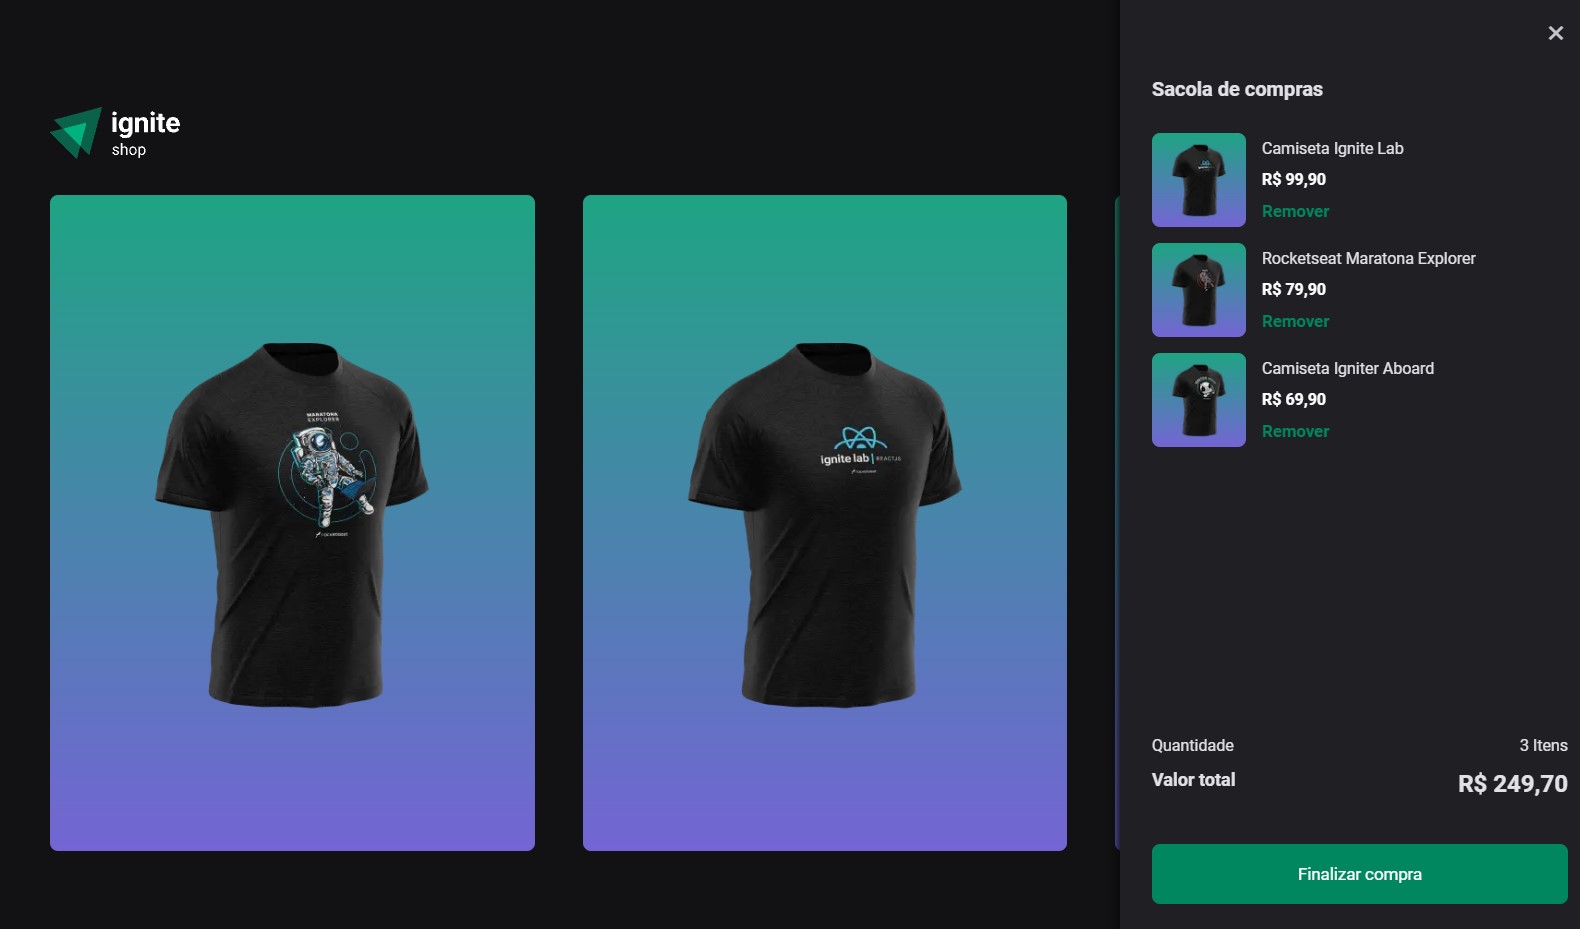 ignite
shop
MARATONA
EXPLORER
ignite lab | REACTJS
Sacola de compras
Camiseta Ignite Lab
R$ 99,90
Remover
Rocketseat Maratona Explorer
R$ 79,90
Remover
Camiseta Igniter Aboard
R$ 69,90
Remover
Quantidade
3 Itens
Valor total
R$ 249,70
Finalizar compra